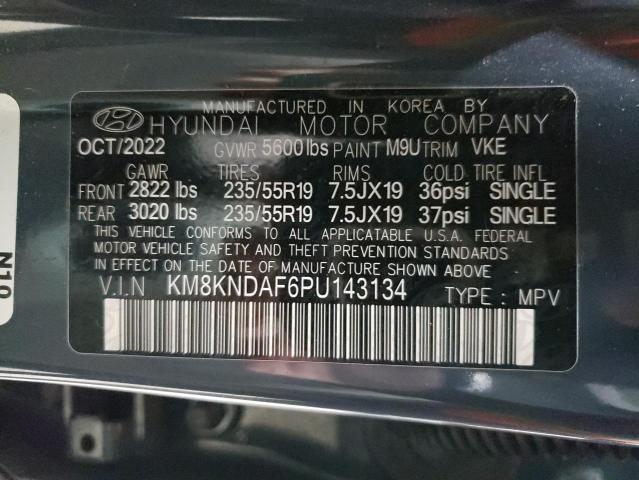 MANUFACTURED IN KOREA BY
HYUNDAI MOTOR COMPANY
OCT/2022 GVWR 5600 lbs PAINT M9U TRIM VKE
GAWR TIRES RIMS COLD TIRE INFL
FRONT 2822 lbs 235/55R19 7.5JX19 36psi SINGLE
REAR 3020 lbs 235/55R19 7.5JX19 37psi SINGLE
THIS VEHICLE CONFORMS TO ALL APPLICATABLE U.S.A. FEDERAL
MOTOR VEHICLE SAFETY AND THEFT PREVENTION STANDARDS
IN EFFECT ON THE DATE OF MANUFACTURE SHOWN ABOVE.
V.I.N KM8KNDAF6PU143134 TYPE : MPV
N10